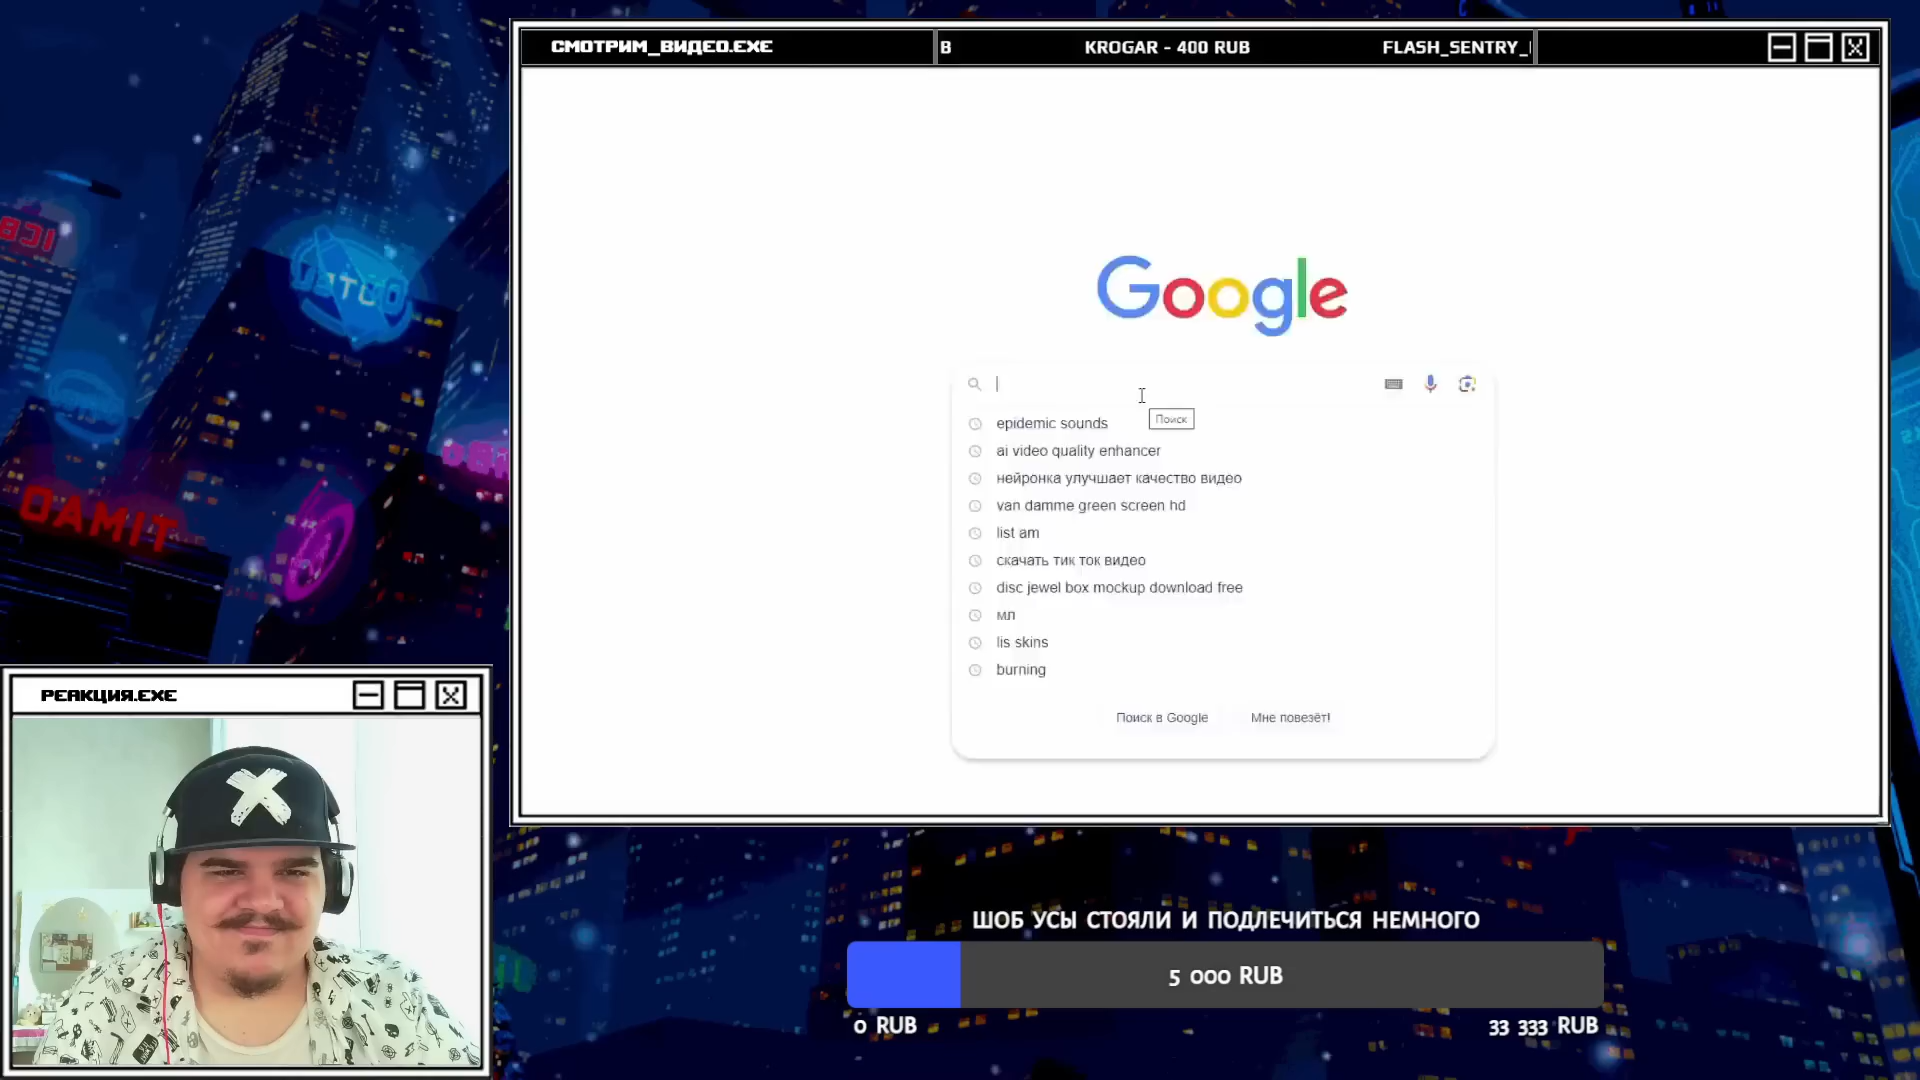 СМОТРИМ_ВИДЕО.EXE
В
KROGAR - 400 RUB
FLASH_SENTRY_
Google
Поиск
epidemic sounds
ai video quality enhancer
нейронка улучшает качество видео
van damme green screen hd
list am
скачать тик ток видео
disc jewel box mockup download free
мл
lis skins
burning
Поиск в Google
Мне повезёт!
РЕАКЦИЯ.EXE
ШОБ УСЫ СТОЯЛИ И ПОДЛЕЧИТЬСЯ НЕМНОГО
5 000 RUB
0 RUB
33 333 RUB